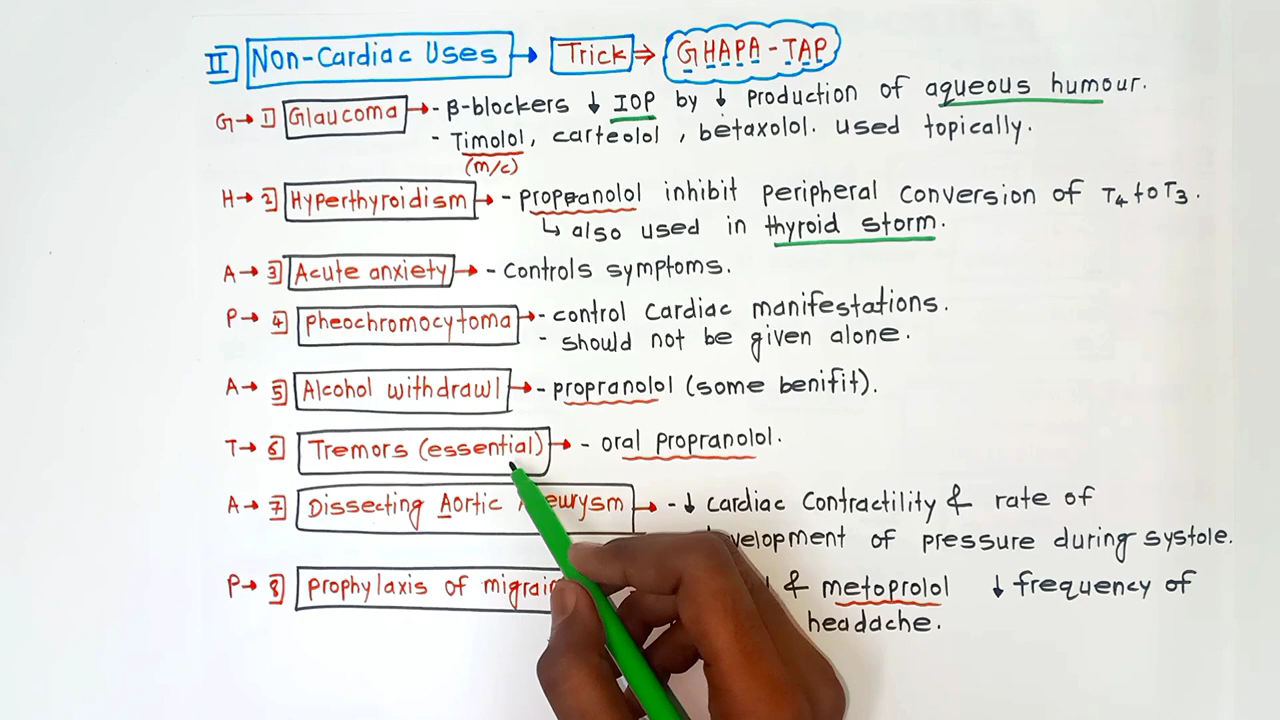 II] Non-Cardiac Uses → Trick ⇒ GHAPA - TAP
G→ 1] Glaucoma → - β-blockers ↓ IOP by ↓ production of aqueous humour.
- Timolol, carteolol, betaxolol. used topically.
(m/c)
H→ 2] Hyperthyroidism → - propranolol inhibit peripheral conversion of T4 to T3.
↳ also used in thyroid storm.
A→ 3] Acute anxiety → - controls symptoms.
P→ 4] pheochromocytoma → - control Cardiac manifestations.
- should not be given alone.
A→ 5] Alcohol withdrawl → - propranolol (some benifit).
T→ 6] Tremors (essential) → - oral propranolol.
A→ 7] Dissecting Aortic eurysm → - ↓ cardiac Contractility & rate of
velopment of pressure during systole.
P→ 8] prophylaxis of migrain & metoprolol ↓ frequency of
headache.